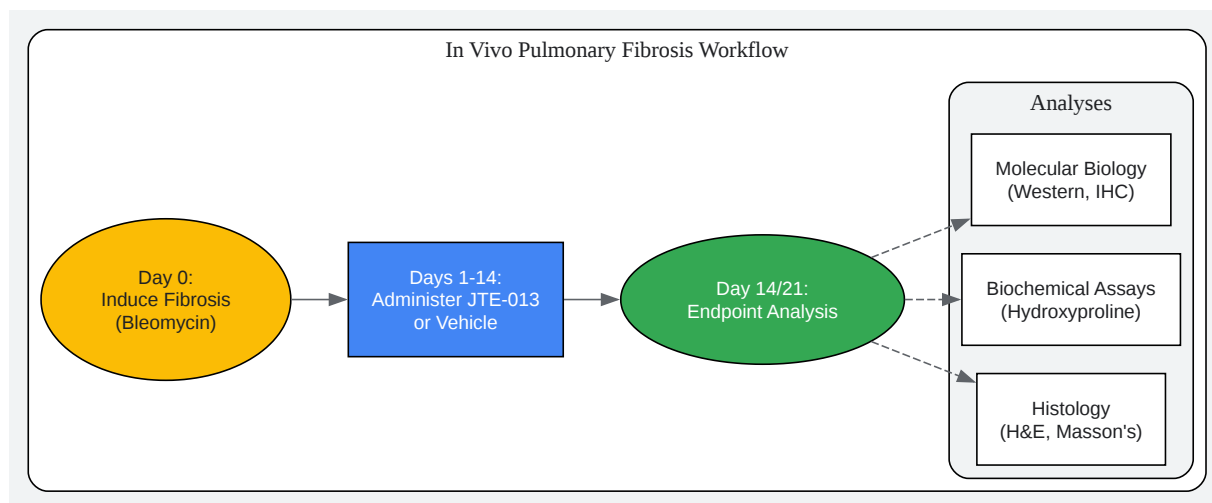 In Vivo Pulmonary Fibrosis Workflow
Day 0:
Induce Fibrosis
(Bleomycin)
Days 1-14:
Administer JTE-013
or Vehicle
Day 14/21:
Endpoint Analysis
Analyses
Molecular Biology
(Western, IHC)
Biochemical Assays
(Hydroxyproline)
Histology
(H&E, Masson's)